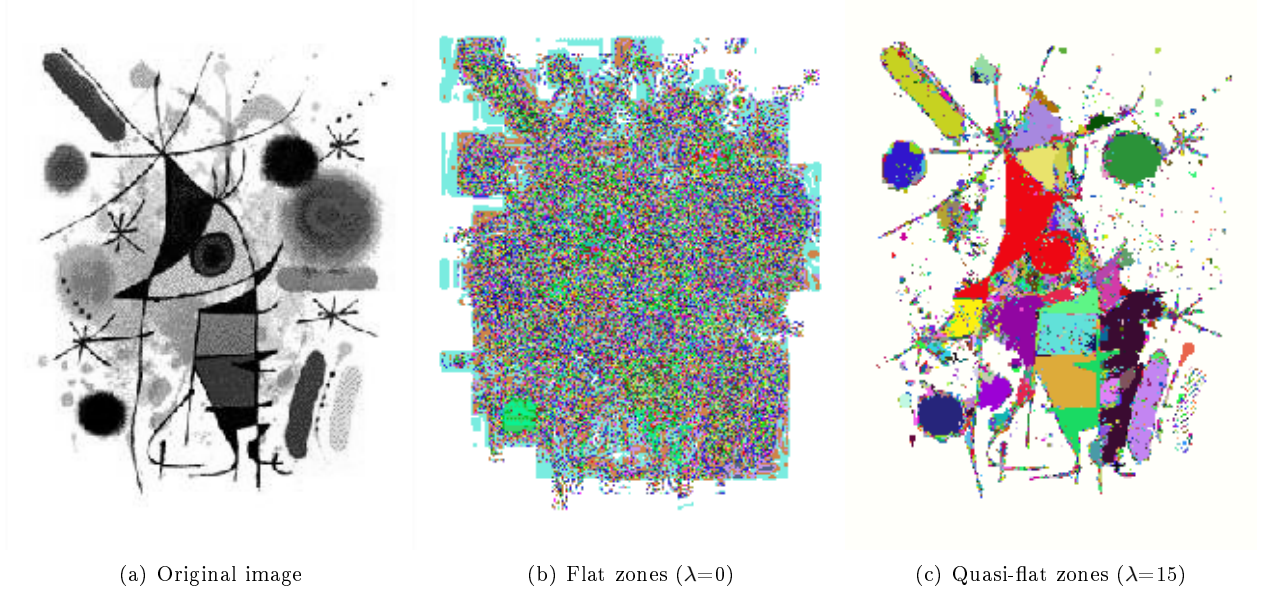 (a) Original image
(b) Flat zones (λ=0)
(c) Quasi-flat zones (λ=15)